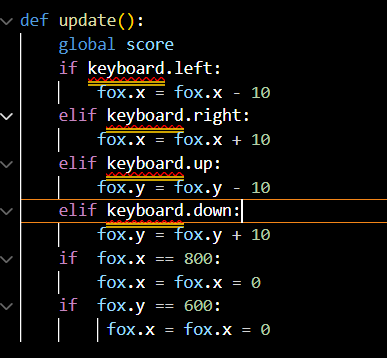 def update():
    global score
    if keyboard.left:
        fox.x = fox.x - 10
    elif keyboard.right:
        fox.x = fox.x + 10
    elif keyboard.up:
        fox.y = fox.y - 10
    elif keyboard.down:
        fox.y = fox.y + 10
    if  fox.x == 800:
        fox.x = fox.x = 0
    if  fox.y == 600:
         fox.x = fox.x = 0